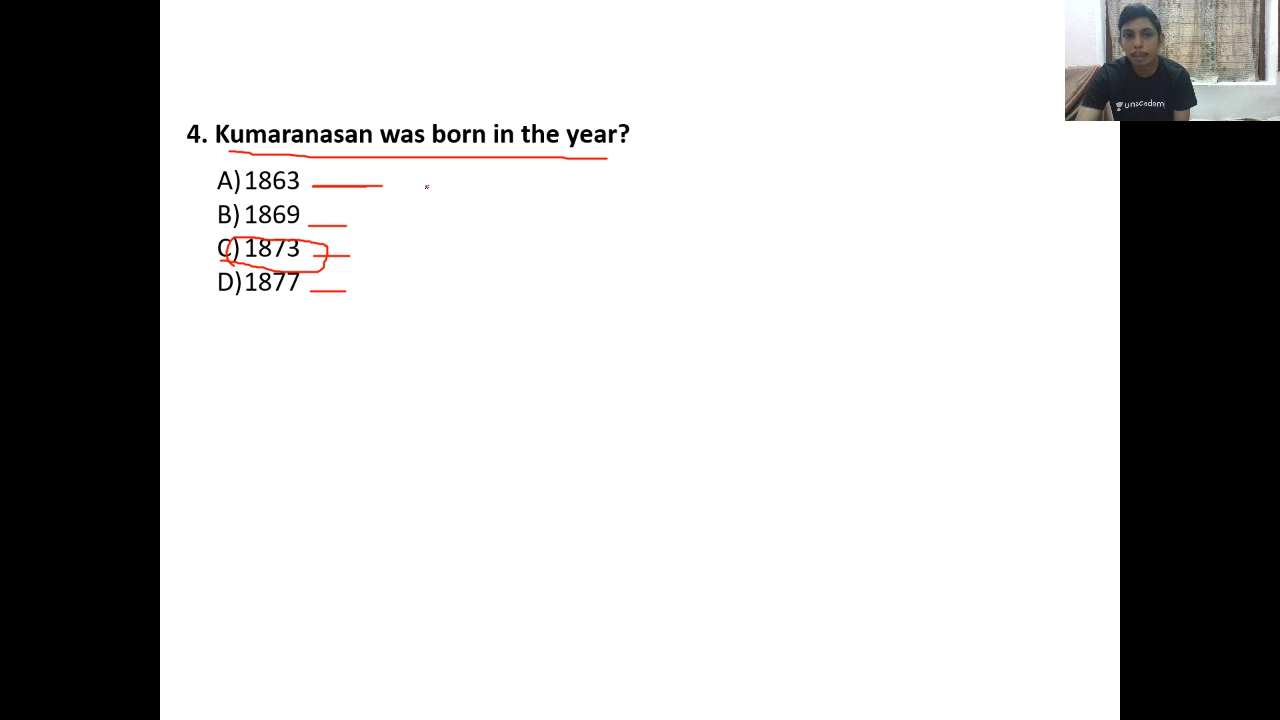 unacademy
4. Kumaranasan was born in the year?
A) 1863
B) 1869
C) 1873
D) 1877